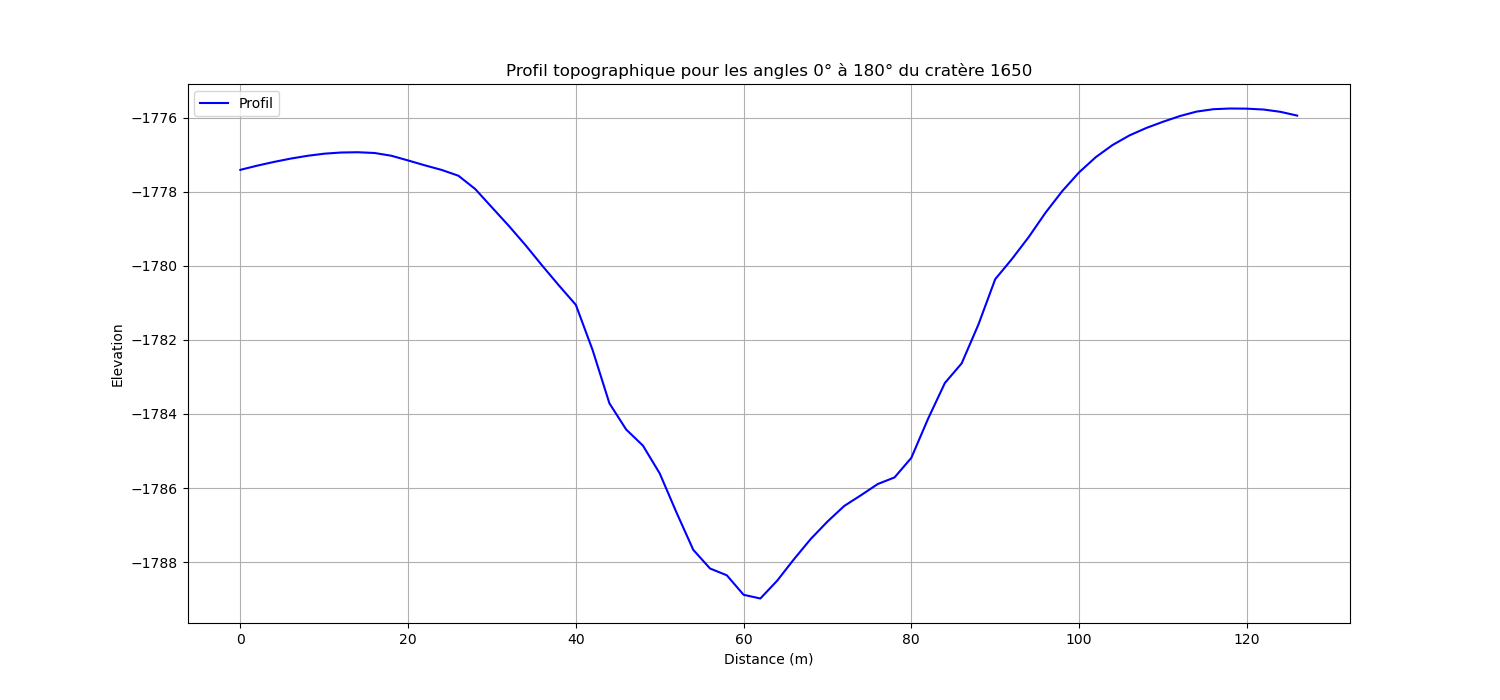 Profil topographique pour les angles 0° à 180° du cratère 1650
Profil
−1776
−1778
−1780
−1782
−1784
−1786
−1788
Elevation
0 20 40 60 80 100 120
Distance (m)